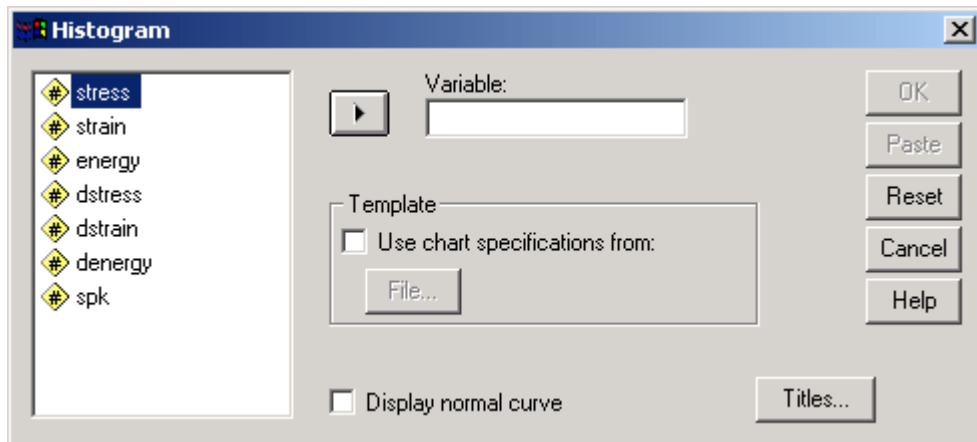 Histogram
stress
strain
energy
dstress
dstrain
denergy
spk
Variable:
Template
Use chart specifications from:
File...
Display normal curve
Titles...
OK
Paste
Reset
Cancel
Help